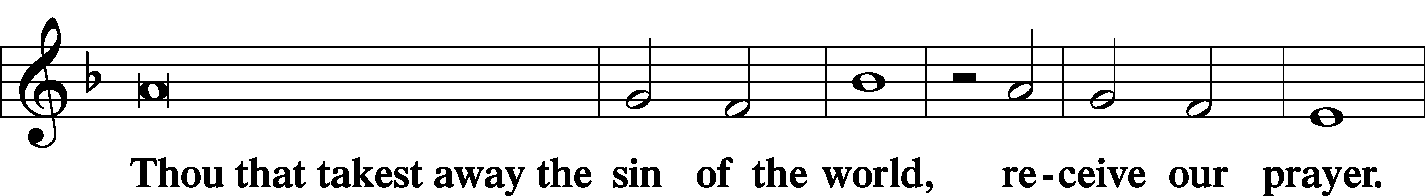 Thou that takest away the sin of the world, re-ceive our prayer.